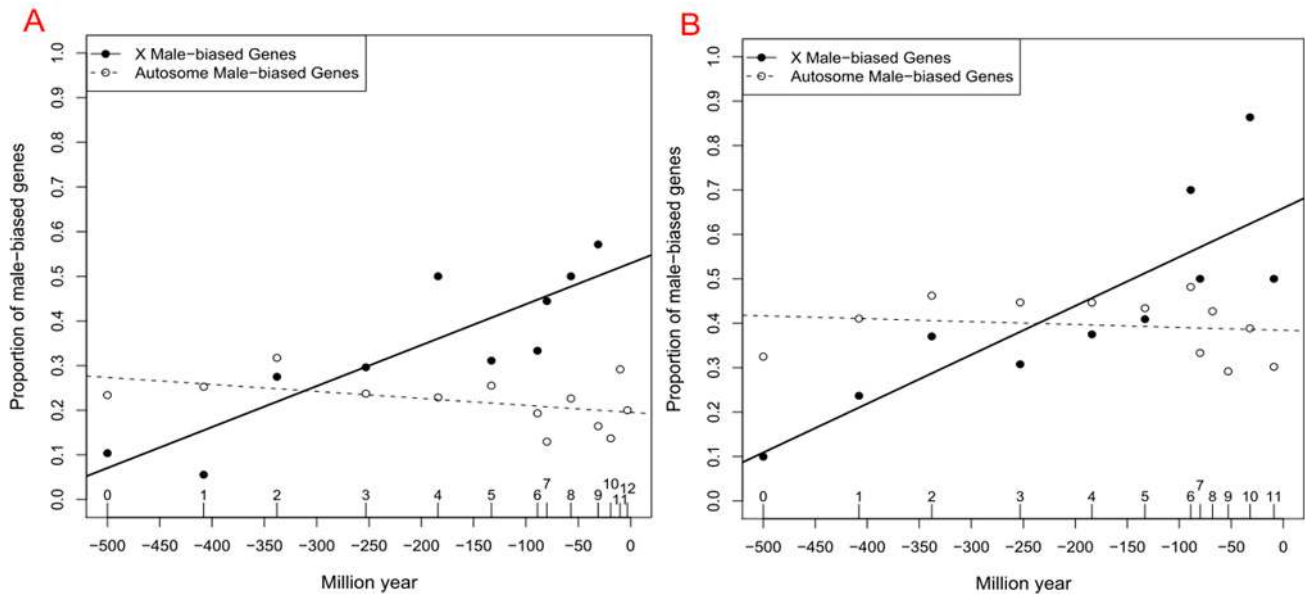 A
X Male-biased Genes
Autosome Male-biased Genes
Proportion of male-biased genes
0.0 0.1 0.2 0.3 0.4 0.5 0.6 0.7 0.8 0.9 1.0
0 1 2 3 4 5 6 7 8 9 10 11 12
-500 -450 -400 -350 -300 -250 -200 -150 -100 -50 0
Million year
B
X Male-biased Genes
Autosome Male-biased Genes
Proportion of male-biased genes
0.0 0.1 0.2 0.3 0.4 0.5 0.6 0.7 0.8 0.9 1.0
0 1 2 3 4 5 6 7 8 9 10 11
-500 -450 -400 -350 -300 -250 -200 -150 -100 -50 0
Million year